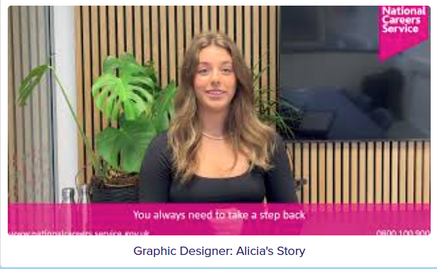 National
Careers
Service
You always need to take a step back
www.nationalcareers.service.gov.uk
0800 100 900
Graphic Designer: Alicia's Story